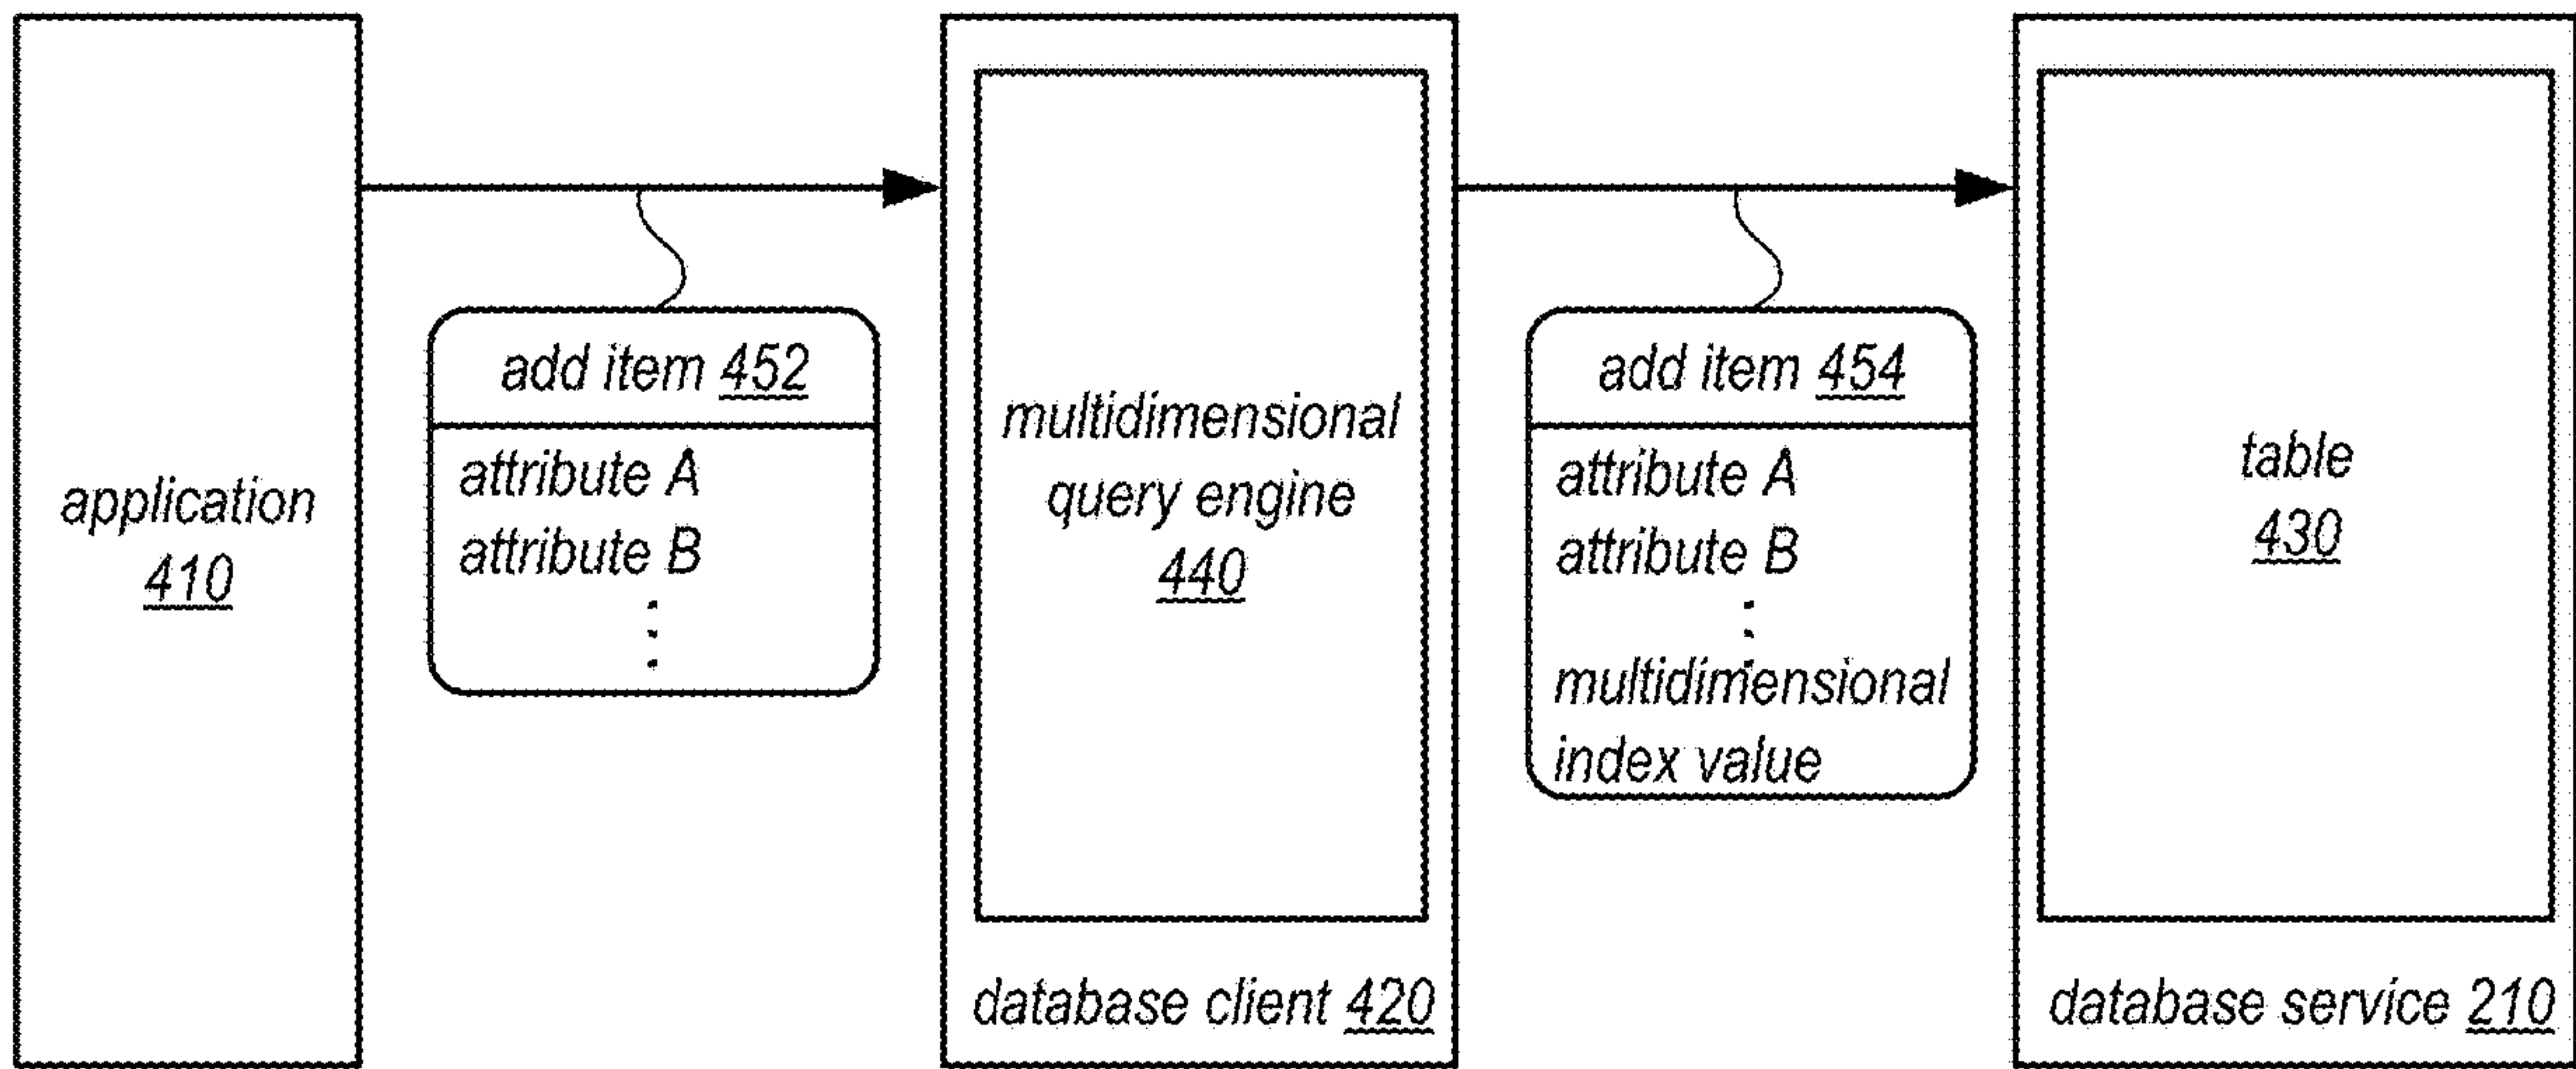 application
410
add item 452
attribute A
attribute B
multidimensional
query engine
440
database client 420
add item 454
attribute A
attribute B
multidimensional
index value
table
430
database service 210